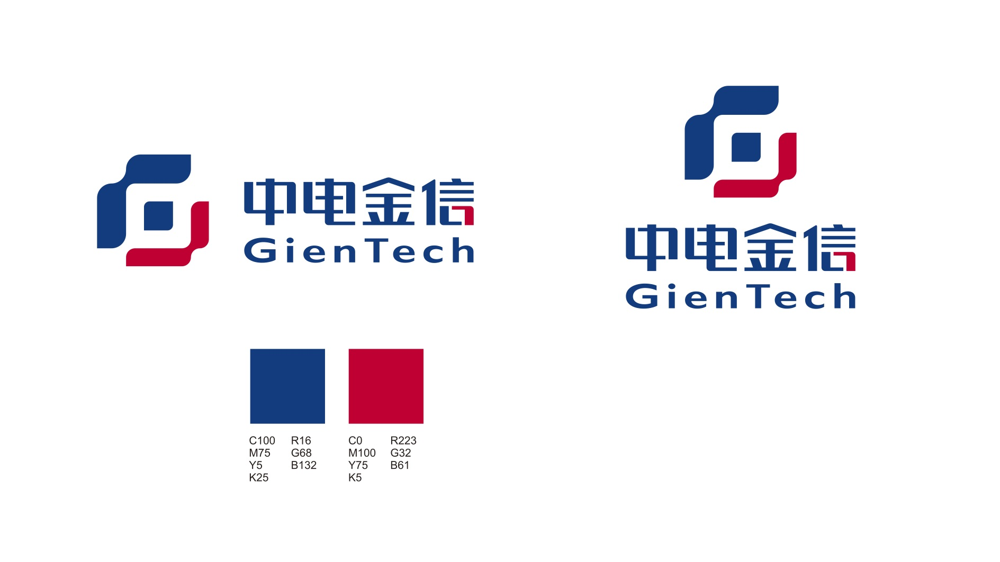 中电金信
GienTech
中电金信
GienTech
C100 R16
M75 G68
Y5 B132
K25
C0 R223
M100 G32
Y75 B61
K5